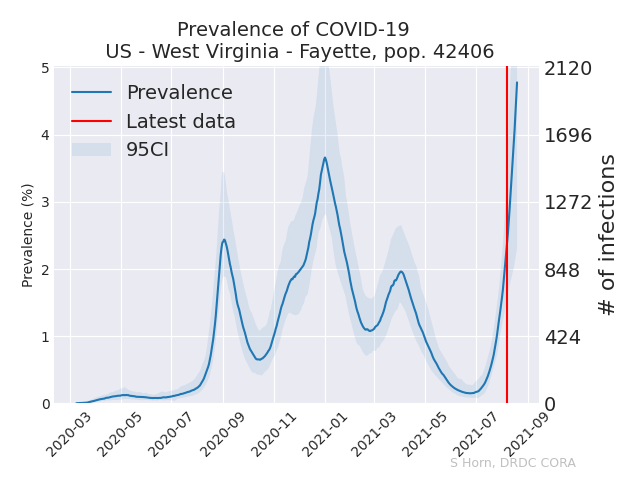 Prevalence of COVID-19
US - West Virginia - Fayette, pop. 42406
Prevalence
Latest data
95CI
Prevalence (%)
5
4
3
2
1
0
2120
1696
1272
848
424
0
# of infections
2020-03
2020-05
2020-07
2020-09
2020-11
2021-01
2021-03
2021-05
2021-07
2021-09
S Horn, DRDC CORA